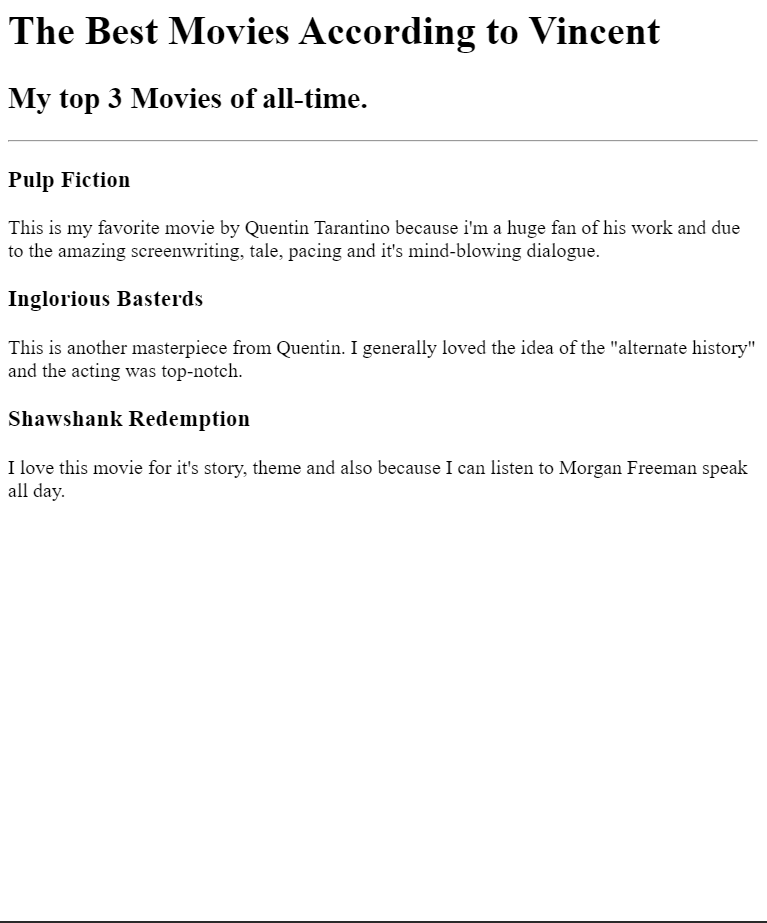 The Best Movies According to Vincent
My top 3 Movies of all-time.
Pulp Fiction
This is my favorite movie by Quentin Tarantino because i'm a huge fan of his work and due
to the amazing screenwriting, tale, pacing and it's mind-blowing dialogue.
Inglorious Basterds
This is another masterpiece from Quentin. I generally loved the idea of the "alternate history"
and the acting was top-notch.
Shawshank Redemption
I love this movie for it's story, theme and also because I can listen to Morgan Freeman speak
all day.